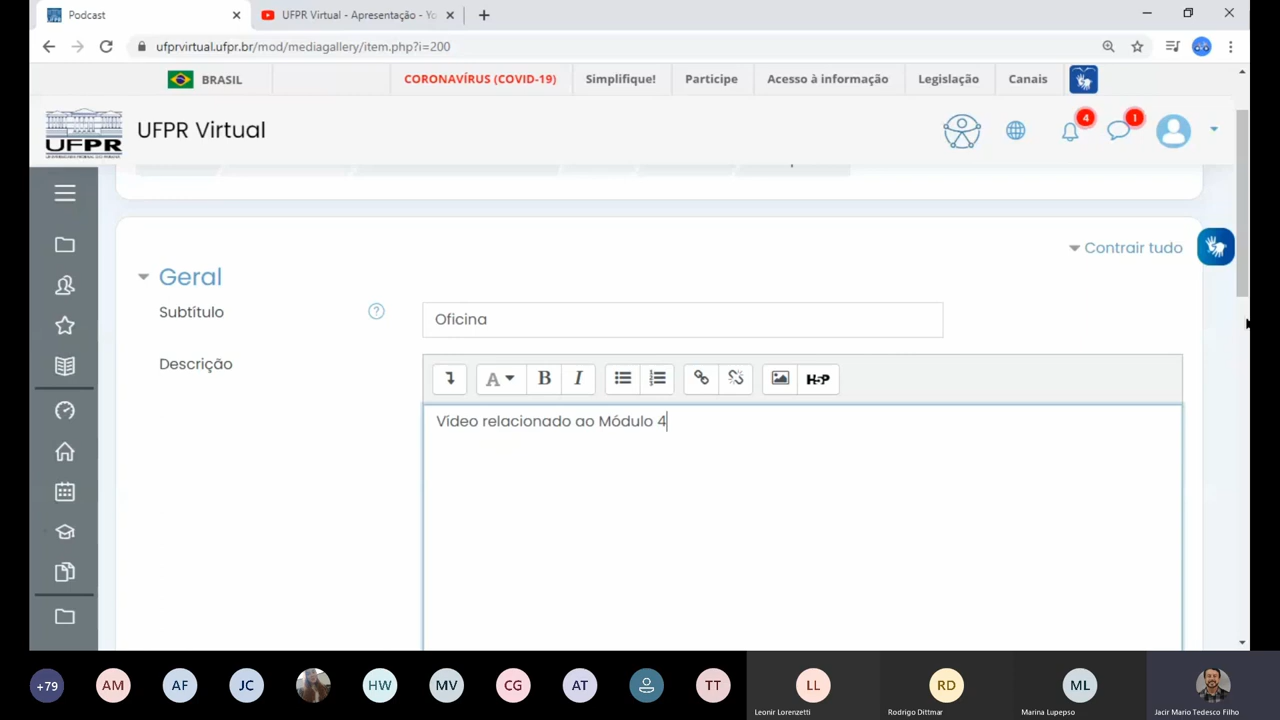 Podcast
UFPR Virtual - Apresentação - Yo
ufprvirtual.ufpr.br/mod/mediagallery/item.php?i=200
BRASIL
CORONAVÍRUS (COVID-19)
Simplifique!
Participe
Acesso à informação
Legislação
Canais
UFPR
UFPR Virtual
4
1
Contrair tudo
Geral
Subtítulo
?
Oficina
Descrição
A
B
I
H-P
Vídeo relacionado ao Módulo 4
+79
AM
AF
JC
HW
MV
CG
AT
TT
LL
RD
ML
Leonir Lorenzetti
Rodrigo Dittmar
Marina Lupepso
Jacir Mario Tedesco Filho